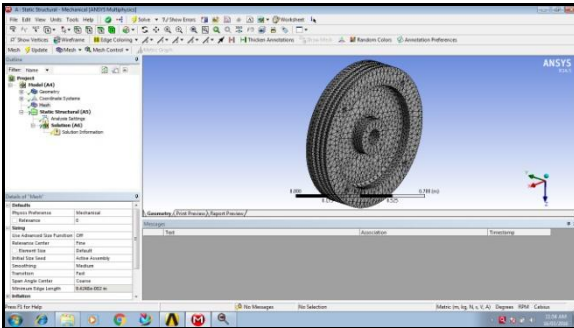 A : Static Structural - Mechanical [ANSYS Multiphysics]
File Edit View Units Tools Help
Solve ?/Show Errors
Worksheet
Show Vertices Wireframe Edge Coloring Thicken Annotations
Random Colors Annotation Preferences
Mesh Update Mesh Mesh Control
Outline
Filter: Name
Project
Model (A4)
Geometry
Coordinate Systems
Mesh
Static Structural (A5)
Analysis Settings
Solution (A6)
Solution Information
ANSYS
0.000
0.700 (m)
0.525
Geometry Print Preview Report Preview
Details of "Mesh"
Defaults
Physics Preference Mechanical
Relevance 0
Sizing
Use Advanced Size Function Off
Relevance Center Fine
Element Size Default
Initial Size Seed Active Assembly
Smoothing Medium
Transition Fast
Span Angle Center Coarse
Minimum Edge Length
Inflation
Messages
Text Association Timestamp
Press F1 for Help
No Messages
No Selection
Metric (m, kg, N, s, V, A) Degrees RPM Celsius